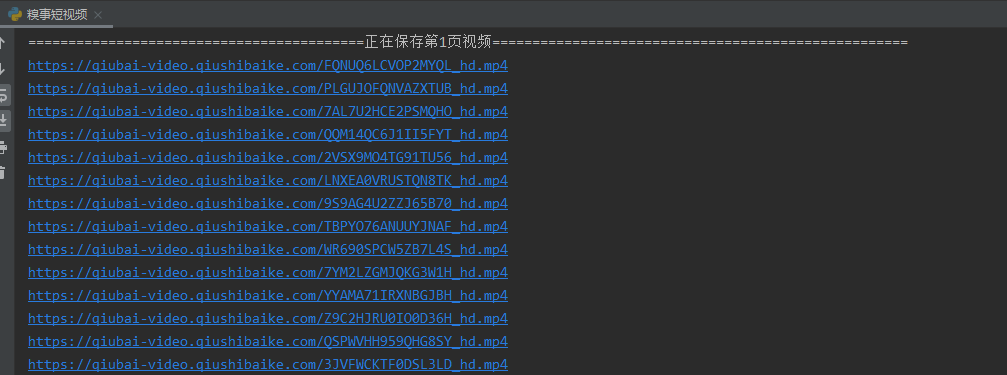 糗事短视频
==========================================正在保存第1页视频====================================================
https://qiubai-video.qiushibaike.com/FQNUQ6LCVOP2MYQL_hd.mp4
https://qiubai-video.qiushibaike.com/PLGUJOFQNVAZXTUB_hd.mp4
https://qiubai-video.qiushibaike.com/7AL7U2HCE2PSMQHO_hd.mp4
https://qiubai-video.qiushibaike.com/QQM14QC6J1II5FYT_hd.mp4
https://qiubai-video.qiushibaike.com/2VSX9MO4TG91TU56_hd.mp4
https://qiubai-video.qiushibaike.com/LNXEA0VRUSTQN8TK_hd.mp4
https://qiubai-video.qiushibaike.com/9S9AG4U2ZZJ65B70_hd.mp4
https://qiubai-video.qiushibaike.com/TBPYO76ANUUYJNAF_hd.mp4
https://qiubai-video.qiushibaike.com/WR690SPCW5ZB7L4S_hd.mp4
https://qiubai-video.qiushibaike.com/7YM2LZGMJQKG3W1H_hd.mp4
https://qiubai-video.qiushibaike.com/YYAMA71IRXNBGJBH_hd.mp4
https://qiubai-video.qiushibaike.com/Z9C2HJRU0IO0D36H_hd.mp4
https://qiubai-video.qiushibaike.com/QSPWVHH959QHG8SY_hd.mp4
https://qiubai-video.qiushibaike.com/3JVFWCKTF0DSL3LD_hd.mp4